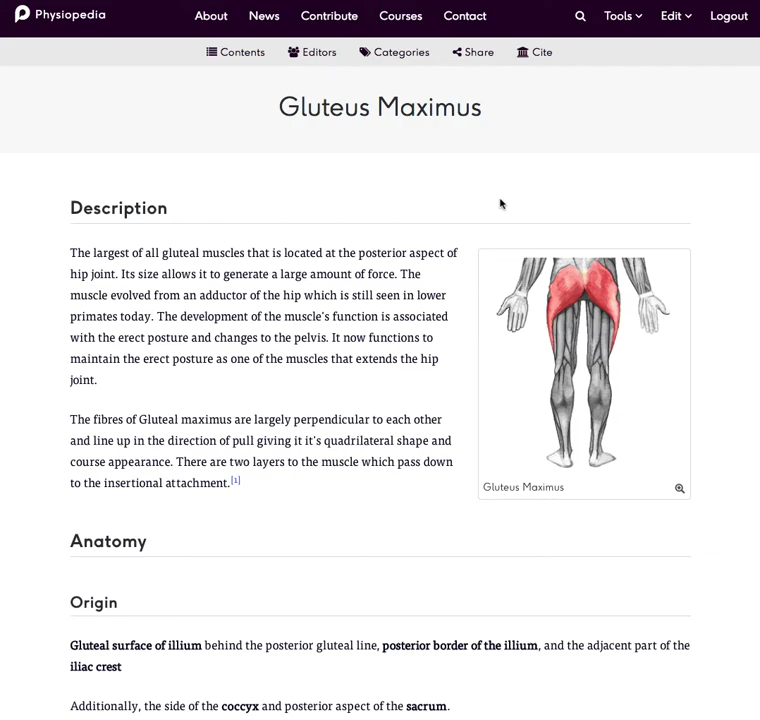 Physiopedia
About News Contribute Courses Contact
Tools Edit Logout
Contents Editors Categories Share Cite
Gluteus Maximus
Description
The largest of all gluteal muscles that is located at the posterior aspect of
hip joint. Its size allows it to generate a large amount of force. The
muscle evolved from an adductor of the hip which is still seen in lower
primates today. The development of the muscle's function is associated
with the erect posture and changes to the pelvis. It now functions to
maintain the erect posture as one of the muscles that extends the hip
joint.
The fibres of Gluteal maximus are largely perpendicular to each other
and line up in the direction of pull giving it it's quadrilateral shape and
course appearance. There are two layers to the muscle which pass down
to the insertional attachment.[1]
Gluteus Maximus
Anatomy
Origin
Gluteal surface of illium behind the posterior gluteal line, posterior border of the illium, and the adjacent part of the
iliac crest
Additionally, the side of the coccyx and posterior aspect of the sacrum.